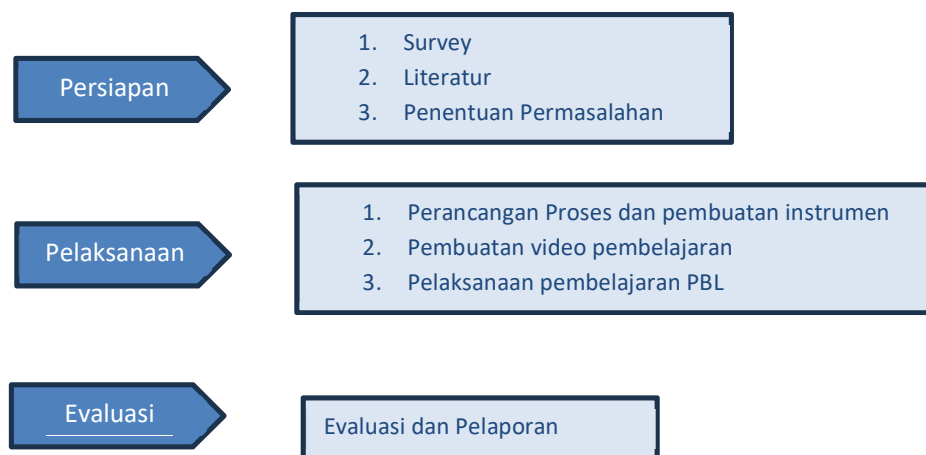 Persiapan
1. Survey
2. Literatur
3. Penentuan Permasalahan
Pelaksanaan
1. Perancangan Proses dan pembuatan instrumen
2. Pembuatan video pembelajaran
3. Pelaksanaan pembelajaran PBL
Evaluasi
Evaluasi dan Pelaporan